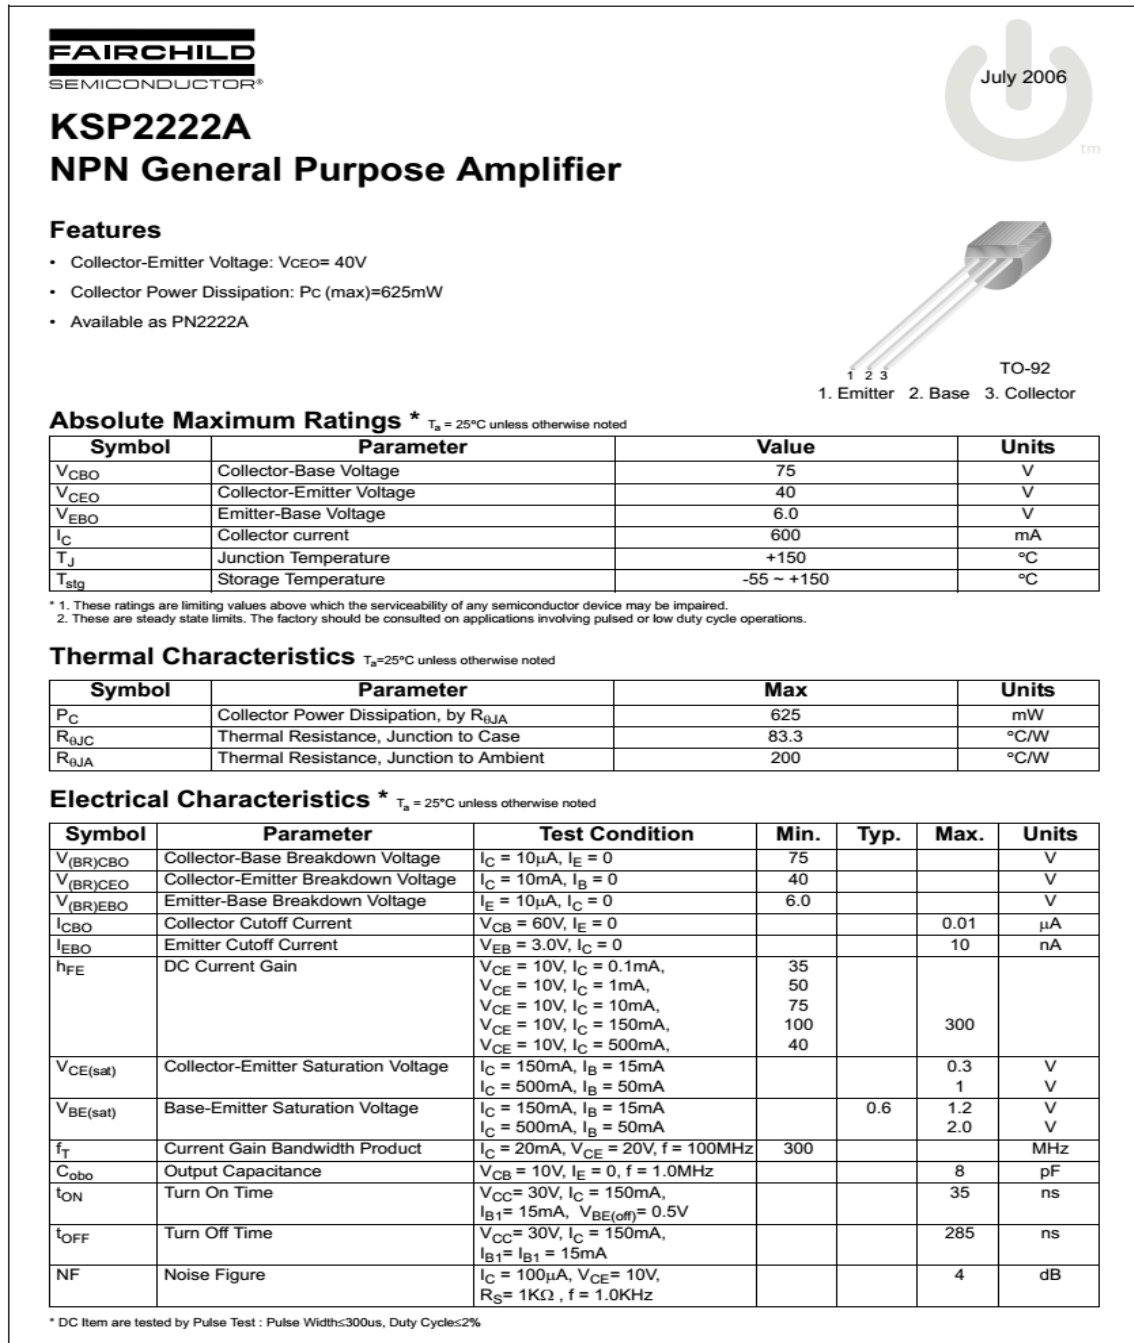 FAIRCHILD
SEMICONDUCTOR®
July 2006
tm
KSP2222A
NPN General Purpose Amplifier
Features
• Collector-Emitter Voltage: VCEO= 40V
• Collector Power Dissipation: PC (max)=625mW
• Available as PN2222A
1 2 3
TO-92
1. Emitter 2. Base 3. Collector
Absolute Maximum Ratings * Ta = 25°C unless otherwise noted
Symbol Parameter Value Units
VCBO Collector-Base Voltage 75 V
VCEO Collector-Emitter Voltage 40 V
VEBO Emitter-Base Voltage 6.0 V
IC Collector current 600 mA
TJ Junction Temperature +150 °C
Tstg Storage Temperature -55 ~ +150 °C
* 1. These ratings are limiting values above which the serviceability of any semiconductor device may be impaired.
2. These are steady state limits. The factory should be consulted on applications involving pulsed or low duty cycle operations.
Thermal Characteristics Ta=25°C unless otherwise noted
Symbol Parameter Max Units
PC Collector Power Dissipation, by RθJA 625 mW
RθJC Thermal Resistance, Junction to Case 83.3 °C/W
RθJA Thermal Resistance, Junction to Ambient 200 °C/W
Electrical Characteristics * Ta = 25°C unless otherwise noted
Symbol Parameter Test Condition Min. Typ. Max. Units
V(BR)CBO Collector-Base Breakdown Voltage IC = 10μA, IE = 0 75 V
V(BR)CEO Collector-Emitter Breakdown Voltage IC = 10mA, IB = 0 40 V
V(BR)EBO Emitter-Base Breakdown Voltage IE = 10μA, IC = 0 6.0 V
ICBO Collector Cutoff Current VCB = 60V, IE = 0 0.01 μA
IEBO Emitter Cutoff Current VEB = 3.0V, IC = 0 10 nA
hFE DC Current Gain VCE = 10V, IC = 0.1mA, 35
VCE = 10V, IC = 1mA, 50
VCE = 10V, IC = 10mA, 75
VCE = 10V, IC = 150mA, 100 300
VCE = 10V, IC = 500mA, 40
VCE(sat) Collector-Emitter Saturation Voltage IC = 150mA, IB = 15mA 0.3 V
IC = 500mA, IB = 50mA 1 V
VBE(sat) Base-Emitter Saturation Voltage IC = 150mA, IB = 15mA 0.6 1.2 V
IC = 500mA, IB = 50mA 2.0 V
fT Current Gain Bandwidth Product IC = 20mA, VCE = 20V, f = 100MHz 300 MHz
Cobo Output Capacitance VCB = 10V, IE = 0, f = 1.0MHz 8 pF
tON Turn On Time VCC= 30V, IC = 150mA, 35 ns
IB1= 15mA, VBE(off)= 0.5V
tOFF Turn Off Time VCC= 30V, IC = 150mA, 285 ns
IB1= IB1 = 15mA
NF Noise Figure IC = 100μA, VCE= 10V, 4 dB
RS= 1KΩ , f = 1.0KHz
* DC Item are tested by Pulse Test : Pulse Width≤300us, Duty Cycle≤2%